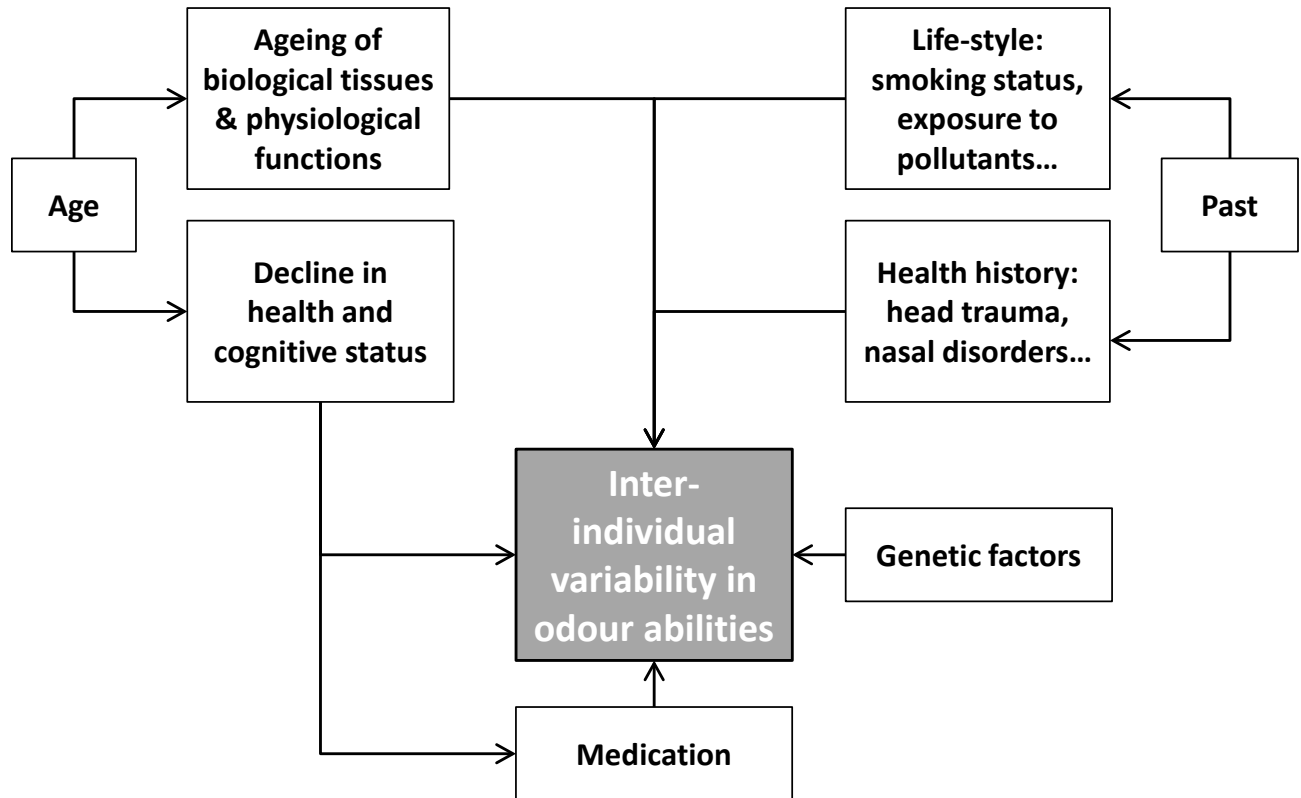 Ageing of
biological tissues
& physiological
functions
Life-style:
smoking status,
exposure to
pollutants…
Age
Past
Decline in
health and
cognitive status
Health history:
head trauma,
nasal disorders…
Inter-
individual
variability in
odour abilities
Genetic factors
Medication